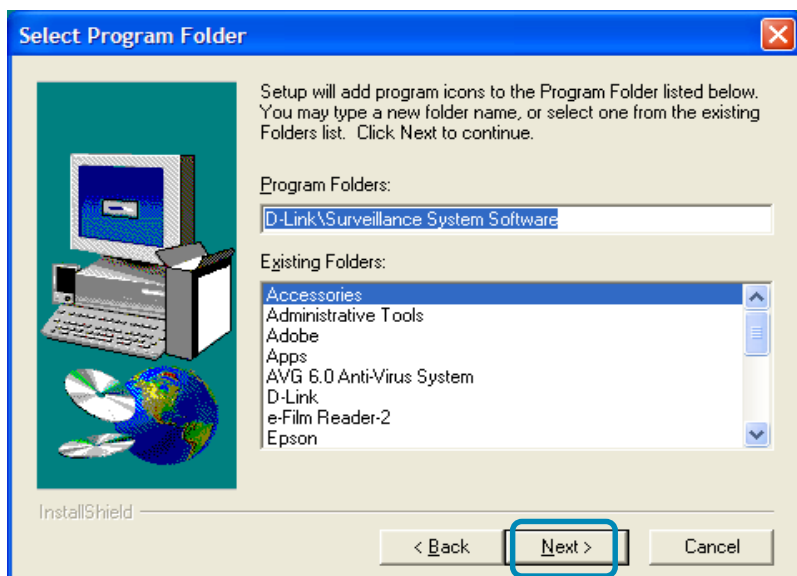 Select Program Folder
Setup will add program icons to the Program Folder listed below.
You may type a new folder name, or select one from the existing
Folders list. Click Next to continue.
Program Folders:
D-Link\Surveillance System Software
Existing Folders:
Accessories
Administrative Tools
Adobe
Apps
AVG 6.0 Anti-Virus System
D-Link
e-Film Reader-2
Epson
InstallShield
< Back
Next >
Cancel